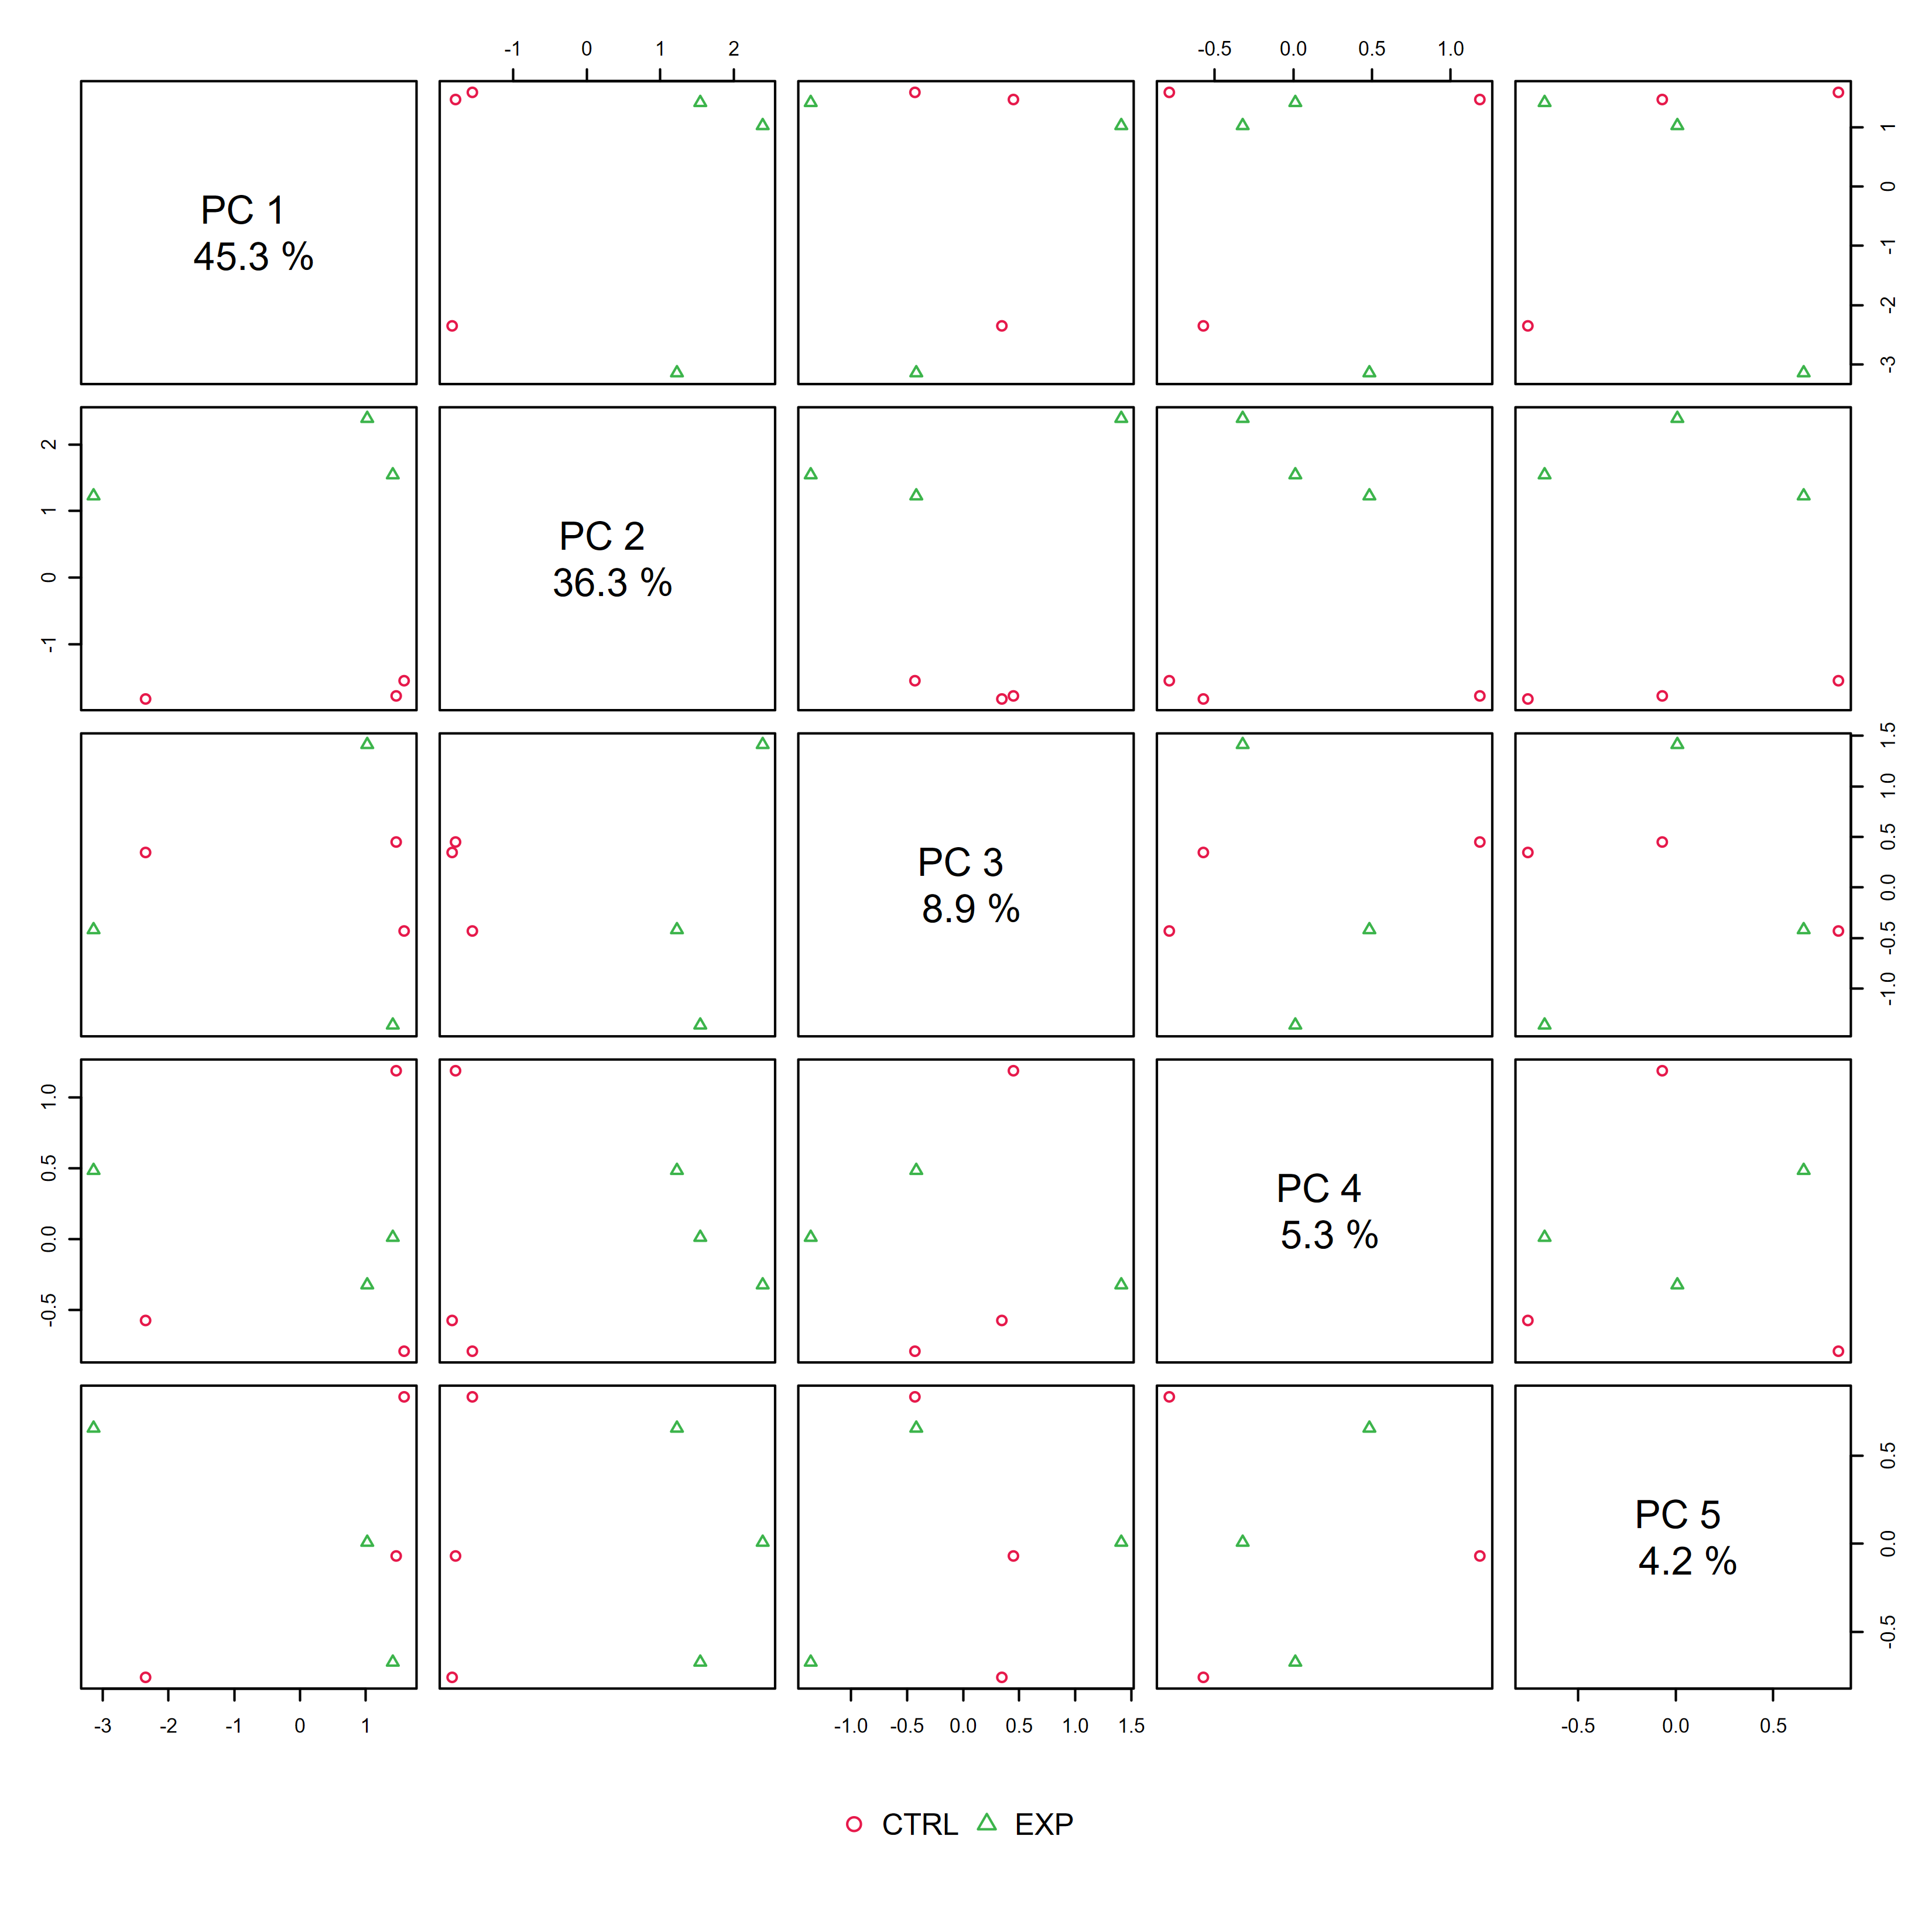 -1 0 1 2
-0.5 0.0 0.5 1.0
PC 1
45.3 %
1 0 -1 -2 -3
2 1 0 -1
PC 2
36.3 %
PC 3
8.9 %
1.5 1.0 0.5 0.0 -0.5 -1.0
1.0 0.5 0.0 -0.5
PC 4
5.3 %
PC 5
4.2 %
0.5 0.0 -0.5
-3 -2 -1 0 1
-1.0 -0.5 0.0 0.5 1.0 1.5
-0.5 0.0 0.5
CTRL EXP